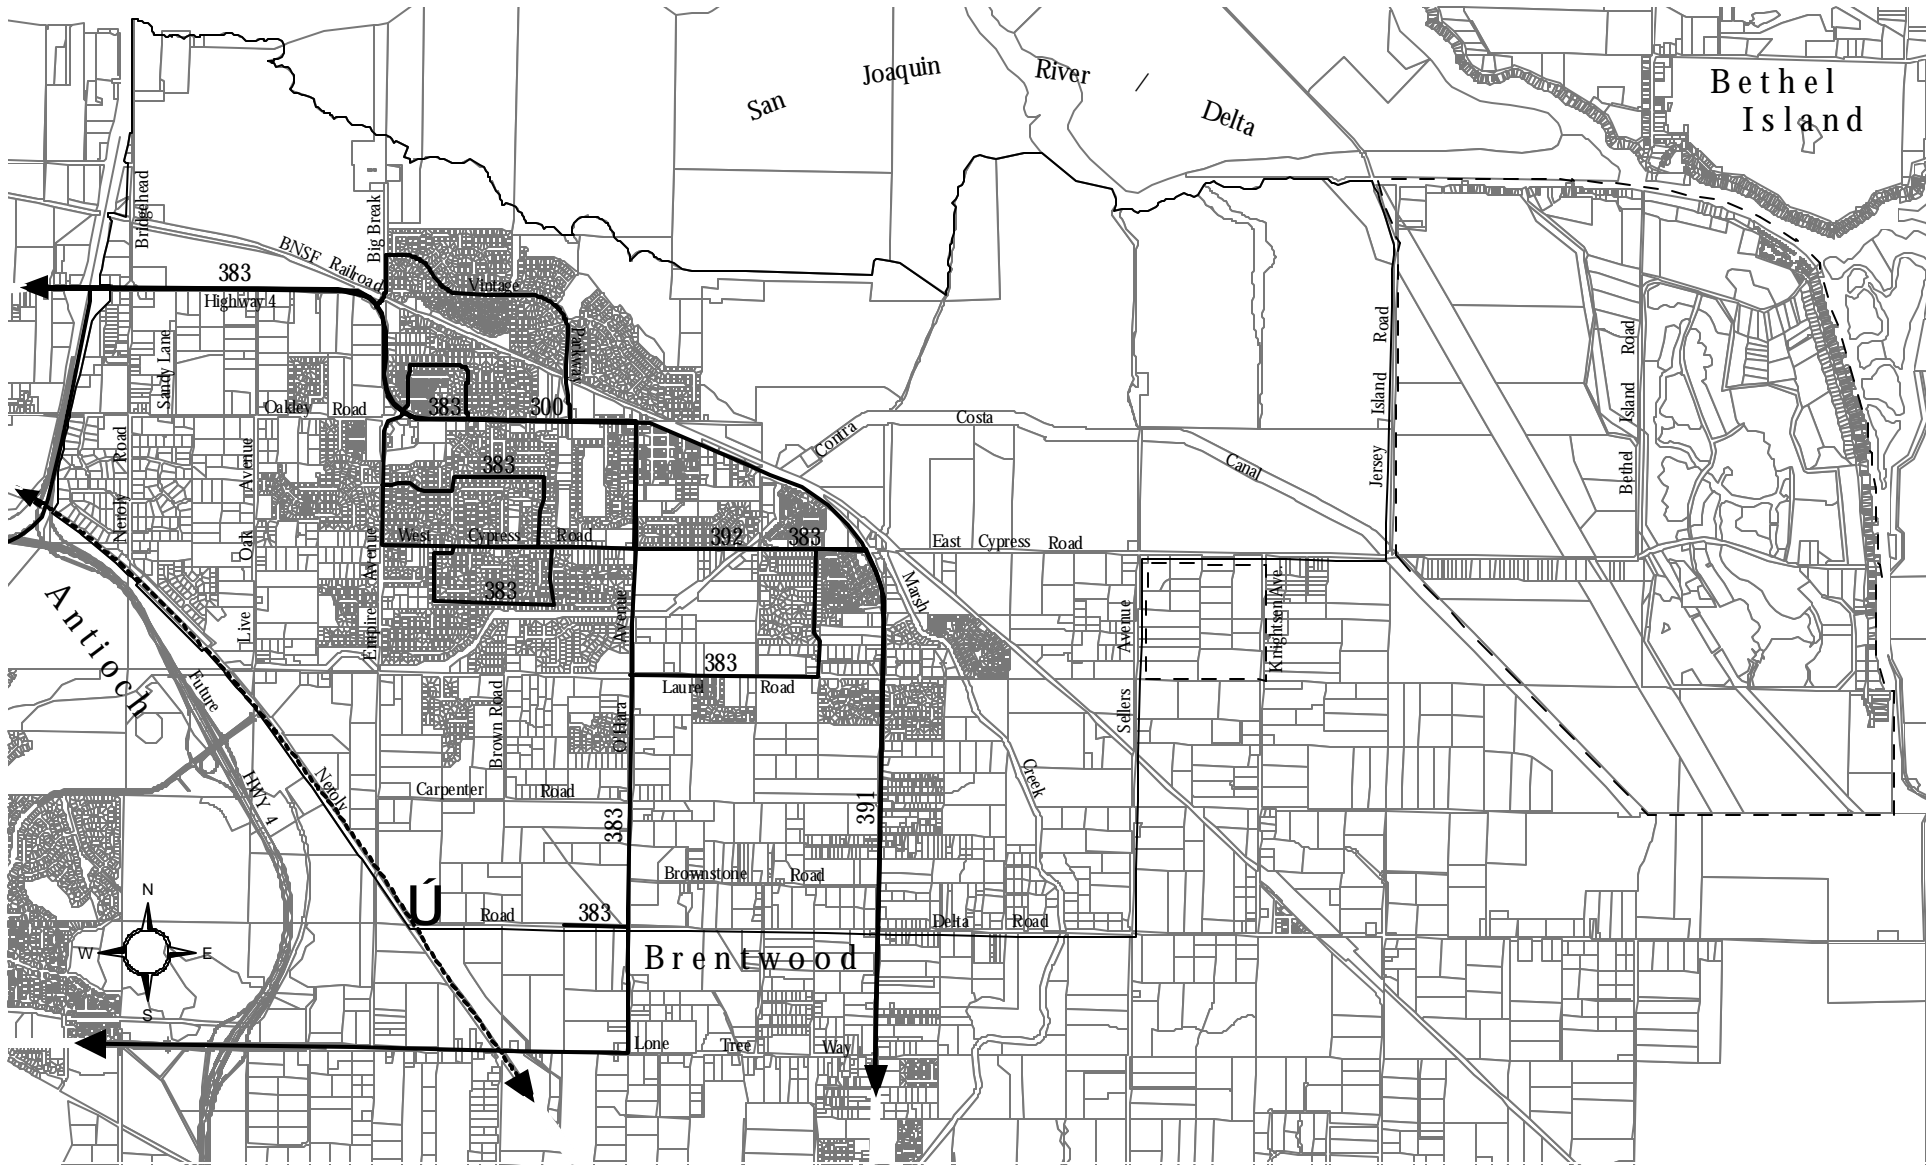 Bethel
Island
San Joaquin River / Delta
Bridgehead
Big Break
BNSF Railroad
383
Highway 4
Vintage
Parkway
Sandy Lane
Oakley Road
383
300
Contra Costa
Canal
Jersey Island Road
Bethel Island Road
Neroly Road
Live Oak Avenue
383
West Cypress Road
392
383
East Cypress Road
383
Empire Avenue
Antioch
Marsh
Creek
Sellers Avenue
Knightsen Ave.
Future
HWY 4
Neroly
383
Laurel Road
Brown Road
O'Hara Avenue
Carpenter Road
383
391
Brownstone Road
Ú
Road
383
Delta Road
N
W
E
S
Brentwood
Lone Tree Way